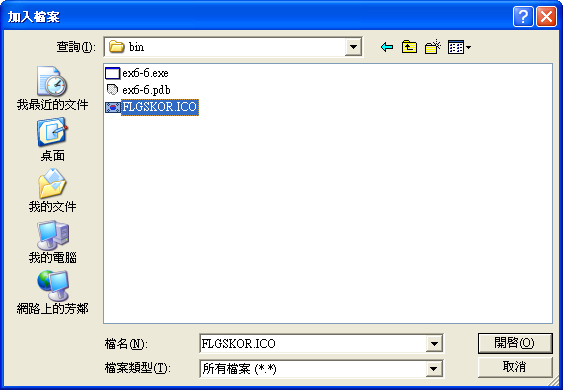 加入檔案
查詢(I):
bin
ex6-6.exe
ex6-6.pdb
FLGSKOR.ICO
我最近的文件
桌面
我的文件
我的電腦
網路上的芳鄰
檔名(N):
FLGSKOR.ICO
開啓(O)
檔案類型(T):
所有檔案 (*.*)
取消